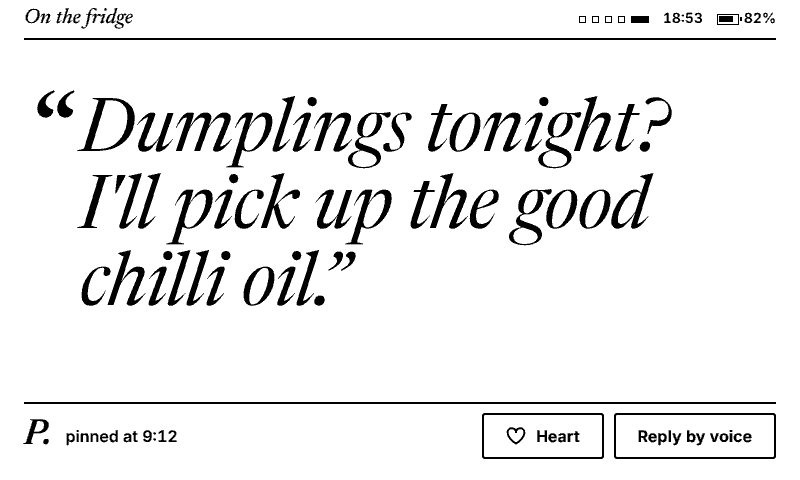 On the fridge
18:53 82%
“Dumplings tonight?
I'll pick up the good
chilli oil.”
P. pinned at 9:12
Heart
Reply by voice